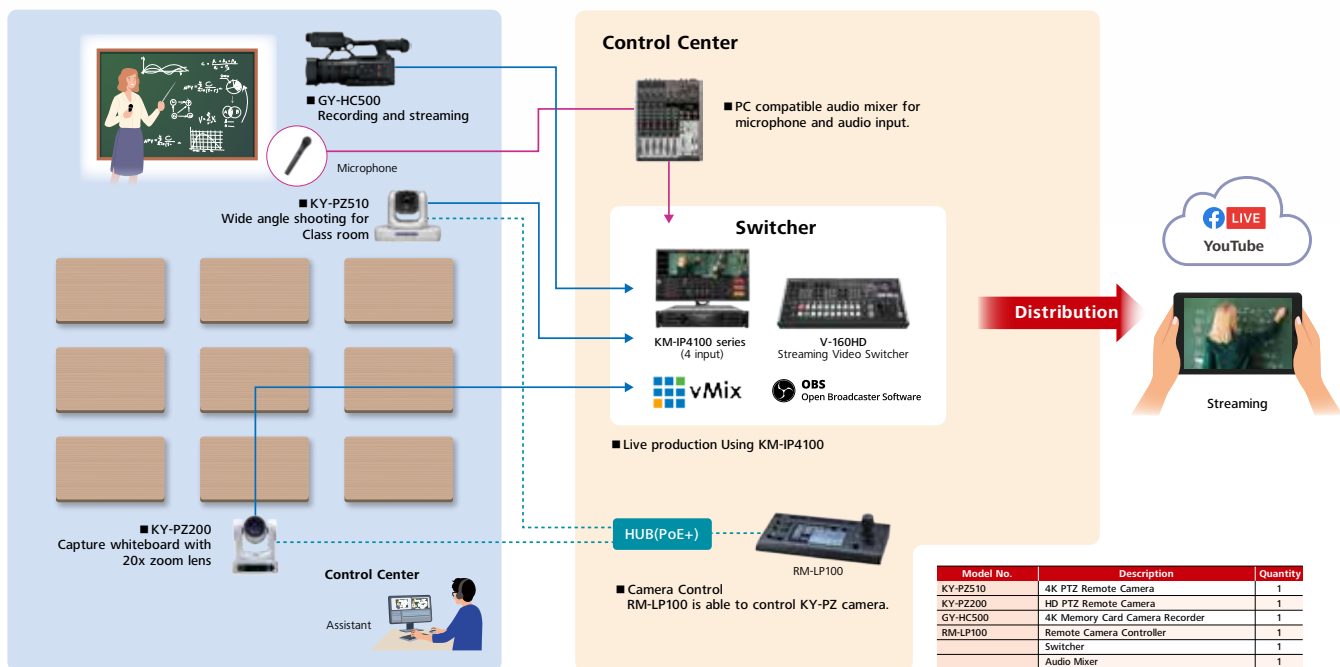 ■ GY-HC500
Recording and streaming
Microphone
■ KY-PZ510
Wide angle shooting for
Class room
■ KY-PZ200
Capture whiteboard with
20x zoom lens
Control Center
Assistant
Control Center
■ PC compatible audio mixer for
microphone and audio input.
Switcher
KM-IP4100 series
(4 input)
V-160HD
Streaming Video Switcher
vMix
OBS
Open Broadcaster Software
■ Live production Using KM-IP4100
HUB(PoE+)
RM-LP100
■ Camera Control
RM-LP100 is able to control KY-PZ camera.
Distribution
LIVE
YouTube
Streaming
Model No. Description Quantity
KY-PZ510 4K PTZ Remote Camera 1
KY-PZ200 HD PTZ Remote Camera 1
GY-HC500 4K Memory Card Camera Recorder 1
RM-LP100 Remote Camera Controller 1
Switcher 1
Audio Mixer 1